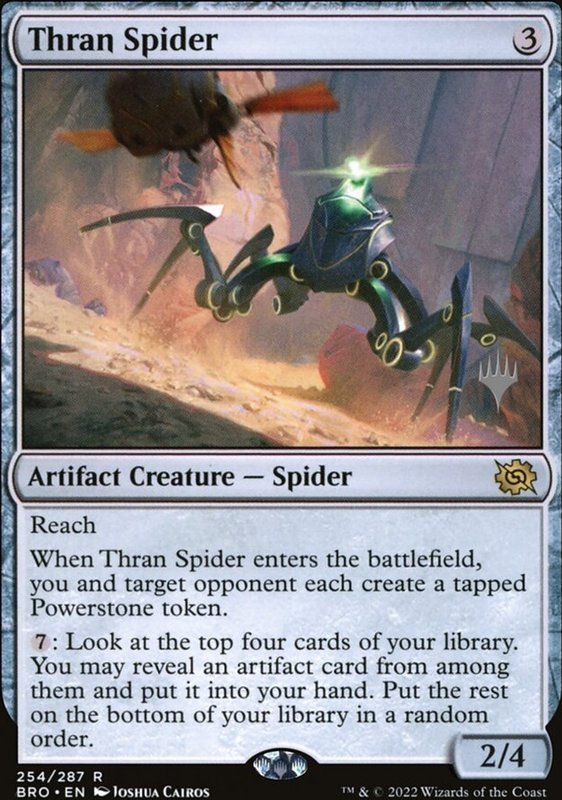 Thran Spider 3
Artifact Creature — Spider
Reach
When Thran Spider enters the battlefield,
you and target opponent each create a tapped
Powerstone token.
7: Look at the top four cards of your library.
You may reveal an artifact card from among
them and put it into your hand. Put the rest
on the bottom of your library in a random
order.
2/4
254/287 R
BRO • EN Joshua Cairos
™ & © 2022 Wizards of the Coast